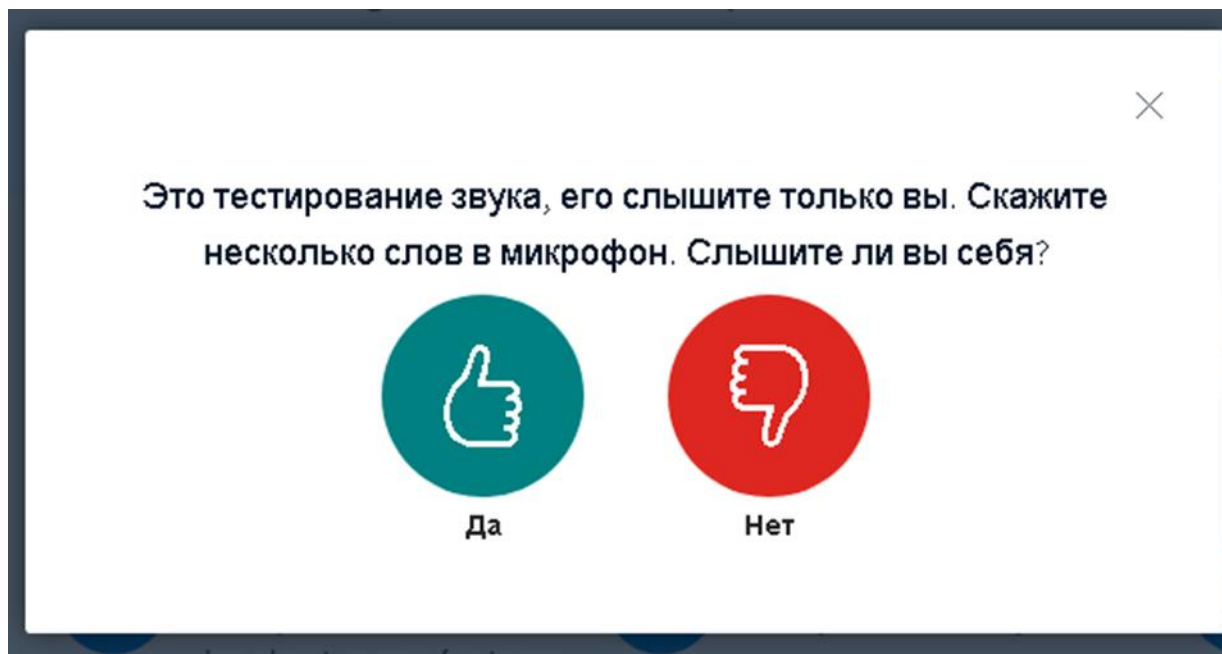 Это тестирование звука, его слышите только вы. Скажите
несколько слов в микрофон. Слышите ли вы себя?
Да
Нет